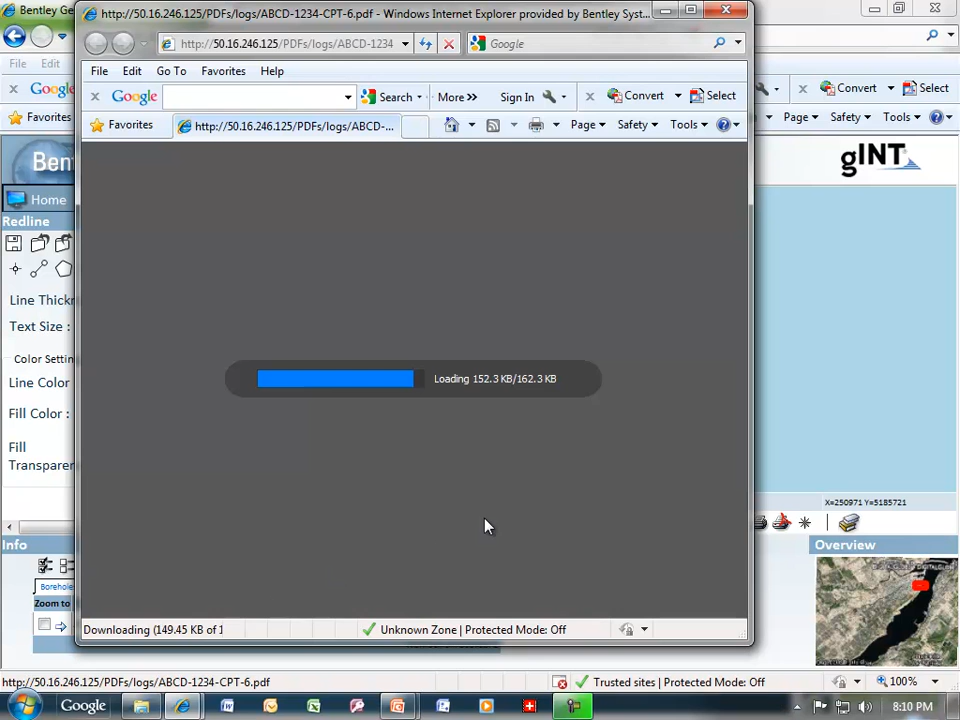 Bentley Ge
http://50.16.246.125/PDFs/logs/ABCD-1234-CPT-6.pdf - Windows Internet Explorer provided by Bentley Syst...
http://50.16.246.125/PDFs/logs/ABCD-1234
Google
File Edit
File Edit Go To Favorites Help
Google Search More >> Sign In Convert Select
Goo
Convert Select
Favorites
Favorites
http://50.16.246.125/PDFs/logs/ABCD-...
Page Safety Tools
Page Safety Tools
Ben
gINT
Home
Redline
Line Thickn
Text Size :
Color Settin
Line Color
Fill Color :
Fill
Transparen
Loading 152.3 KB/162.3 KB
X=250971 Y=5185721
Info
Overview
Borehole
Zoom to
Downloading (149.45 KB of 1
Unknown Zone | Protected Mode: Off
http://50.16.246.125/PDFs/logs/ABCD-1234-CPT-6.pdf
Trusted sites | Protected Mode: Off
100%
Google
8:10 PM